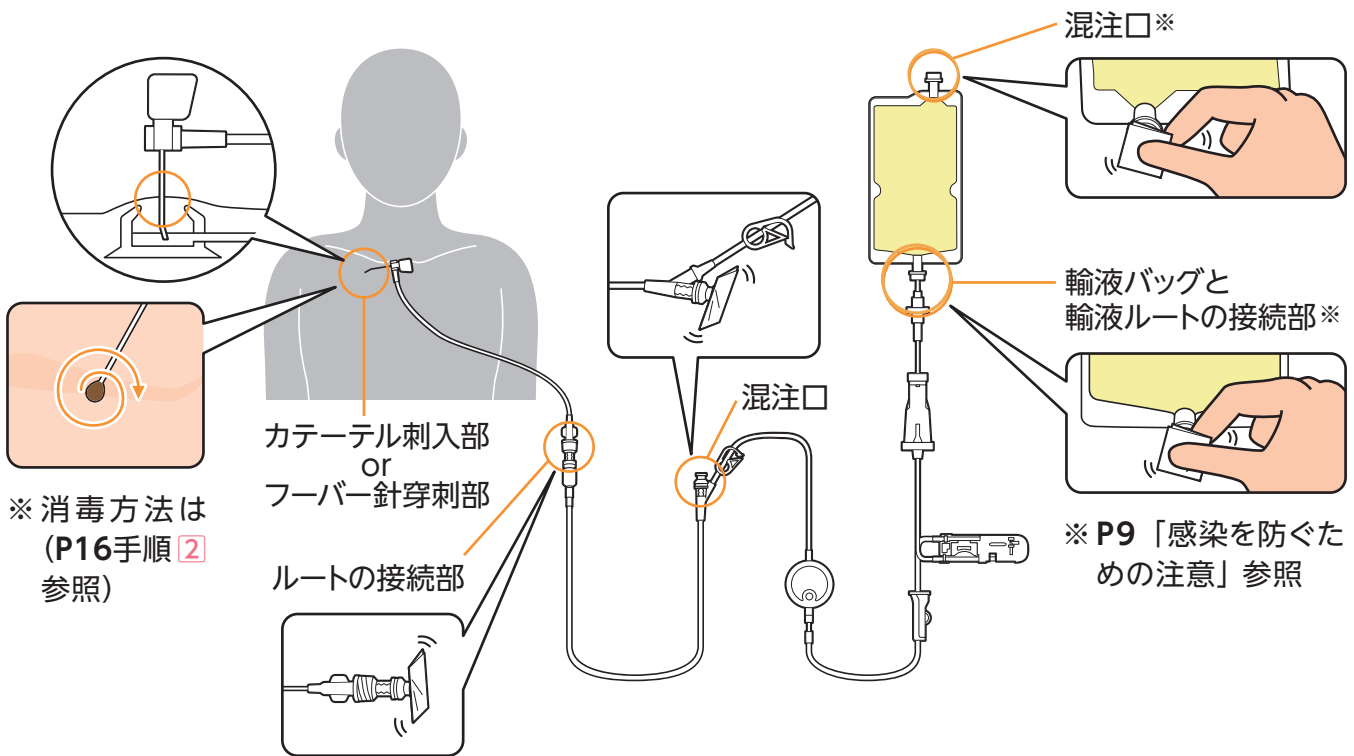 混注口※
輸液バッグと
輸液ルートの接続部※
混注口
カテーテル刺入部
or
フーバー針穿刺部
ルートの接続部
※消毒方法は
(P16手順2
参照)
※P9「感染を防ぐた
めの注意」参照